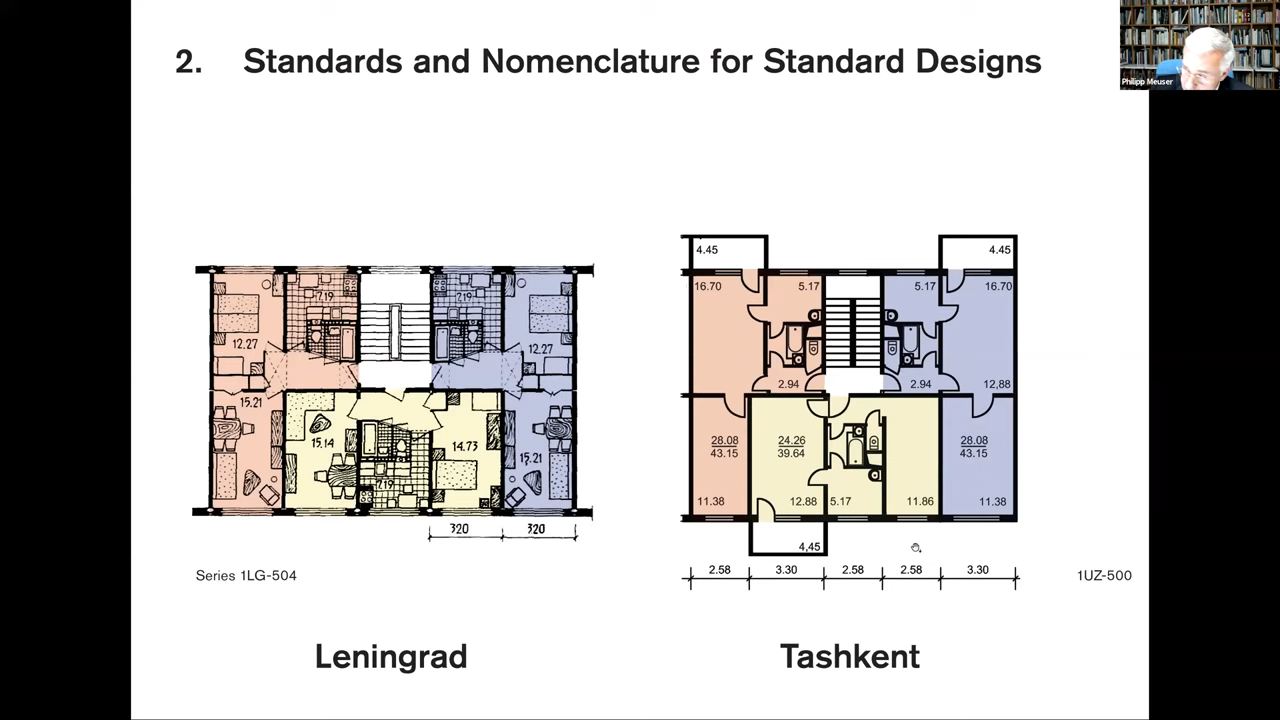 2. Standards and Nomenclature for Standard Designs
Philipp Meuser
12.27
7.19
7.19
12.27
15.21
15.14
7.19
14.73
15.21
320 320
Series 1LG-504
Leningrad
4.45 4.45
16.70 5.17 5.17 16.70
2.94 2.94 12,88
28.08
43.15
24.26
39.64
28.08
43.15
11.38 12.88 5.17 11.86 11.38
4,45
2.58 3.30 2.58 2.58 3.30
1UZ-500
Tashkent